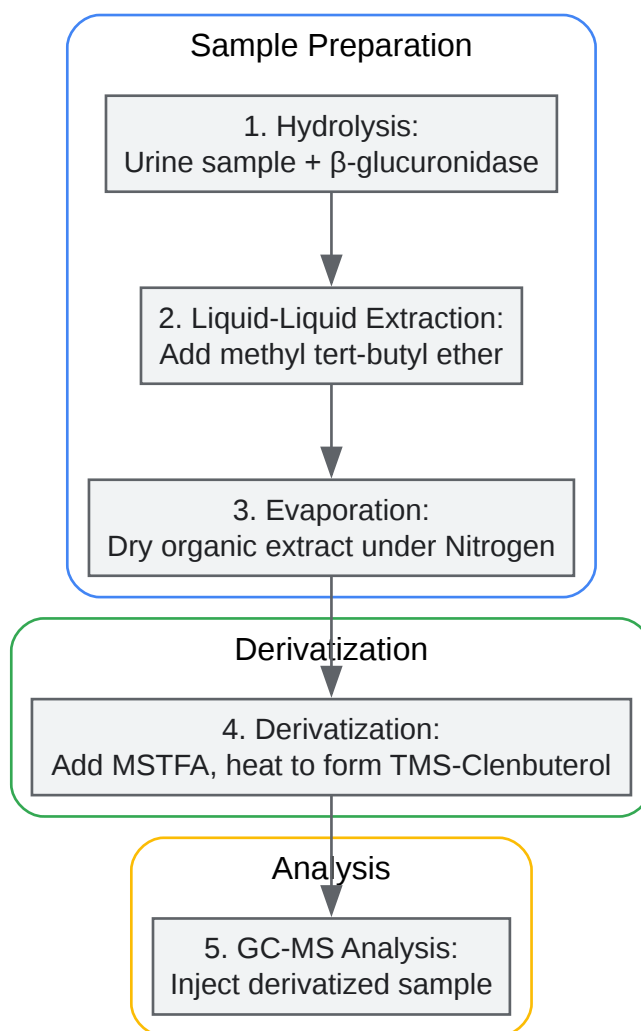 Sample Preparation
1. Hydrolysis:
Urine sample + β-glucuronidase
2. Liquid-Liquid Extraction:
Add methyl tert-butyl ether
3. Evaporation:
Dry organic extract under Nitrogen
Derivatization
4. Derivatization:
Add MSTFA, heat to form TMS-Clenbuterol
Analysis
5. GC-MS Analysis:
Inject derivatized sample